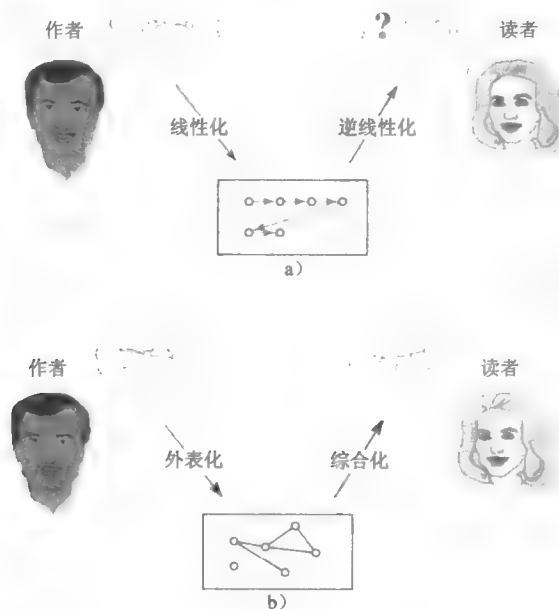 作者 ? 读者
线性化 逆线性化
a)
作者 读者
外表化 综合化
b)